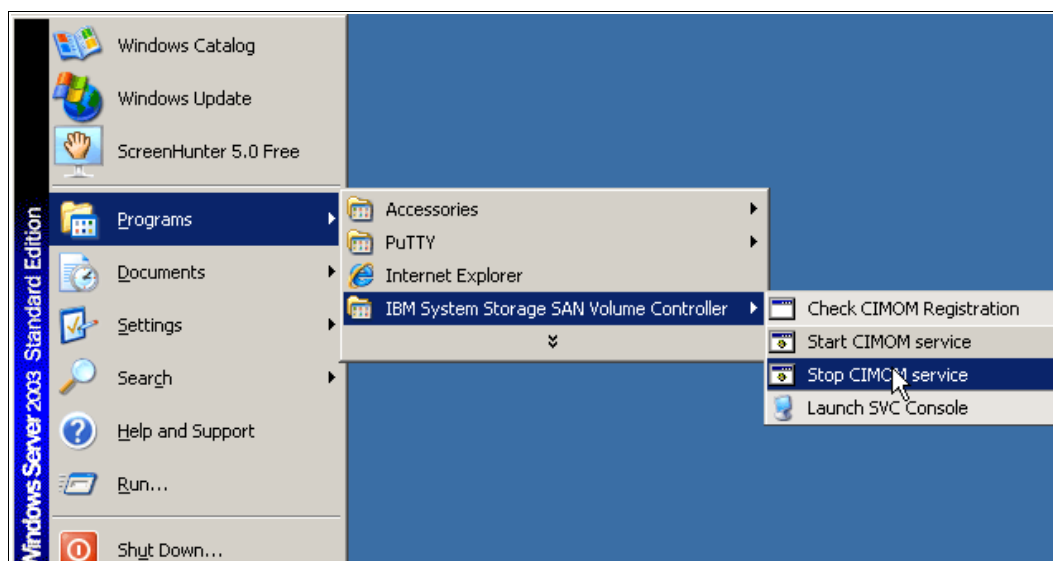 Windows Catalog
Windows Update
ScreenHunter 5.0 Free
Programs
Documents
Settings
Search
Help and Support
Run...
Shut Down...
Windows Server 2003 Standard Edition
Accessories
PuTTY
Internet Explorer
IBM System Storage SAN Volume Controller
Check CIMOM Registration
Start CIMOM service
Stop CIMOM service
Launch SVC Console